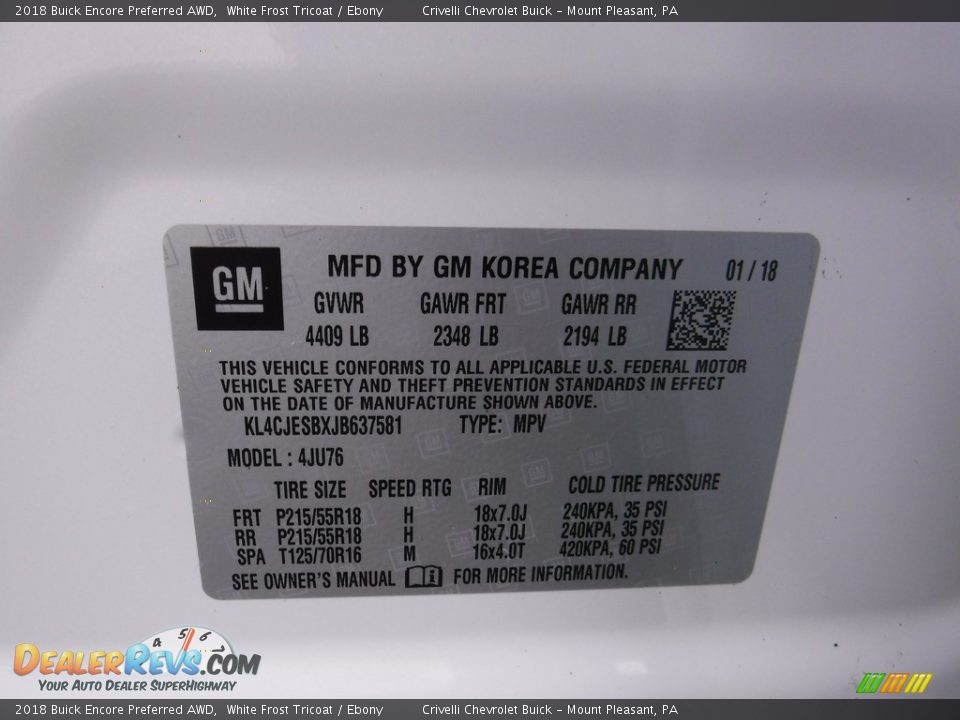 2018 Buick Encore Preferred AWD, White Frost Tricoat / Ebony Crivelli Chevrolet Buick - Mount Pleasant, PA
GM MFD BY GM KOREA COMPANY 01 / 18
GVWR GAWR FRT GAWR RR
4409 LB 2348 LB 2194 LB
THIS VEHICLE CONFORMS TO ALL APPLICABLE U.S. FEDERAL MOTOR
VEHICLE SAFETY AND THEFT PREVENTION STANDARDS IN EFFECT
ON THE DATE OF MANUFACTURE SHOWN ABOVE.
KL4CJESBXJB637581 TYPE: MPV
MODEL : 4JU76
TIRE SIZE SPEED RTG RIM COLD TIRE PRESSURE
FRT P215/55R18 H 18x7.0J 240KPA, 35 PSI
RR P215/55R18 H 18x7.0J 240KPA, 35 PSI
SPA T125/70R16 M 16x4.0T 420KPA, 60 PSI
SEE OWNER'S MANUAL FOR MORE INFORMATION.
4 5 6 7
DEALERREVS.COM
YOUR AUTO DEALER SUPERHIGHWAY
2018 Buick Encore Preferred AWD, White Frost Tricoat / Ebony Crivelli Chevrolet Buick - Mount Pleasant, PA